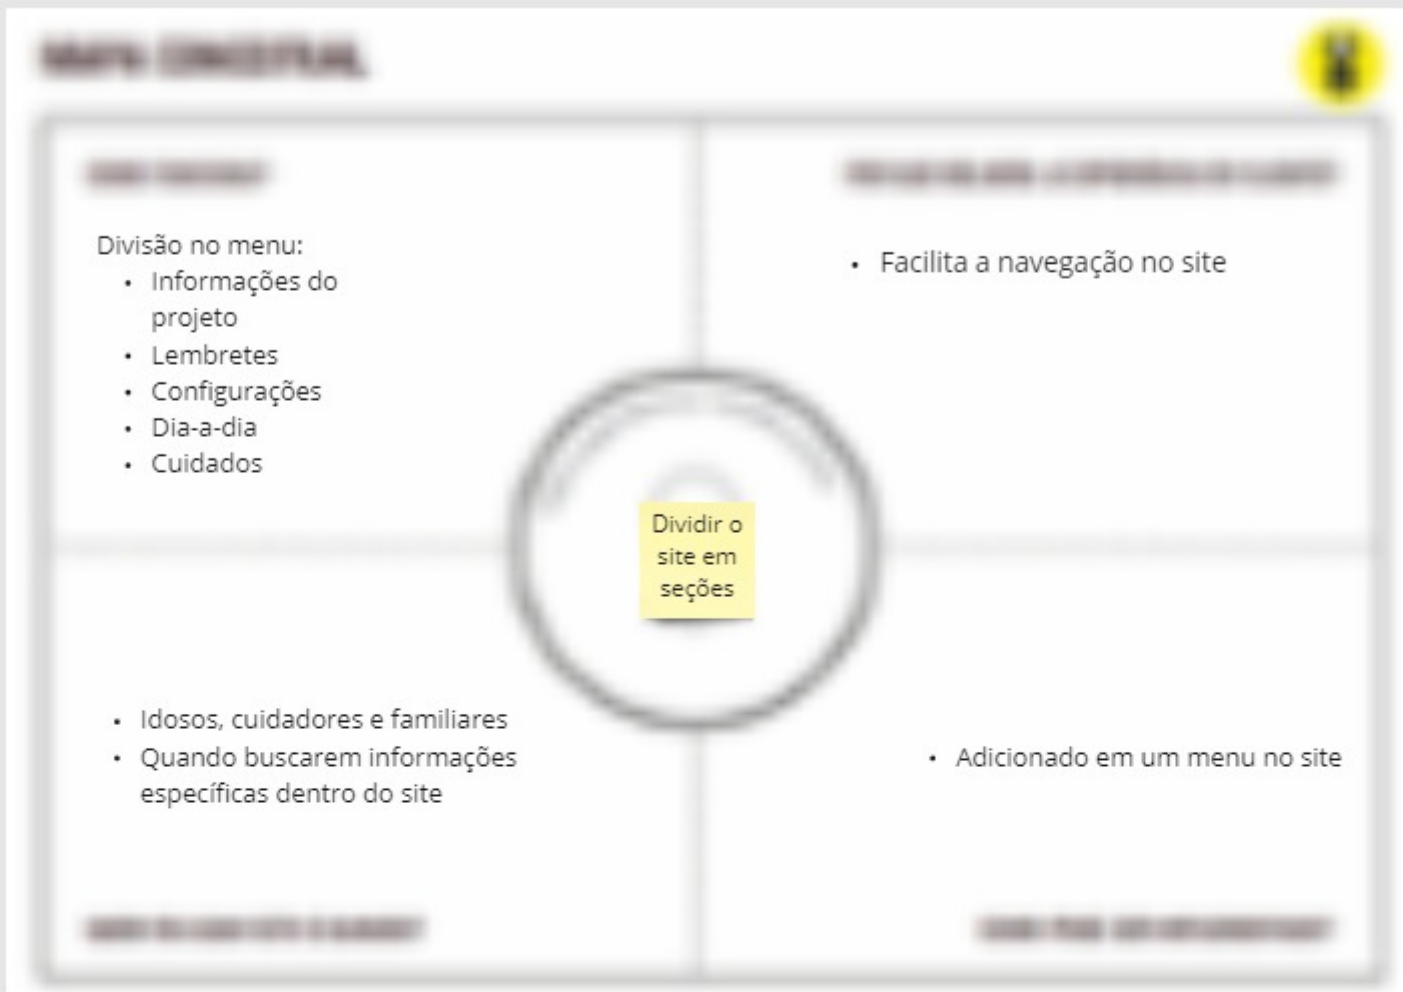 Divisão no menu:
• Informações do
projeto
• Lembretes
• Configurações
• Dia-a-dia
• Cuidados
• Facilita a navegação no site
Dividir o
site em
seções
• Idosos, cuidadores e familiares
• Quando buscarem informações
específicas dentro do site
• Adicionado em um menu no site